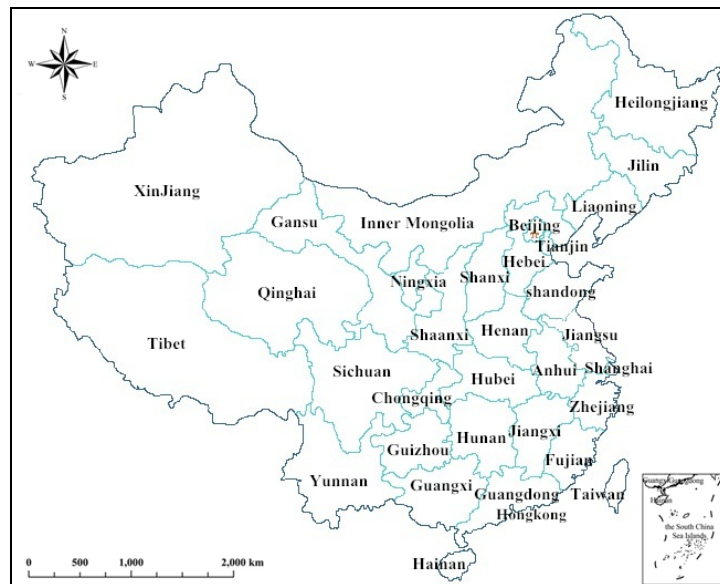 N
W E
S
Heilongjiang
Jilin
XinJiang
Liaoning
Gansu
Inner Mongolia
Beijing
Tianjin
Hebei
Ningxia
Shanxi
Qinghai
shandong
Shaanxi
Henan
Jiangsu
Tibet
Sichuan
Anhui
Shanghai
Hubei
Chongqing
Zhejiang
Hunan
Jiangxi
Guizhou
Fujian
Yunnan
Guangxi
Guangdong
Taiwan
Hongkong
Hainan
Hainan
the South China
Sea Islands
0 500 1,000 2,000 km